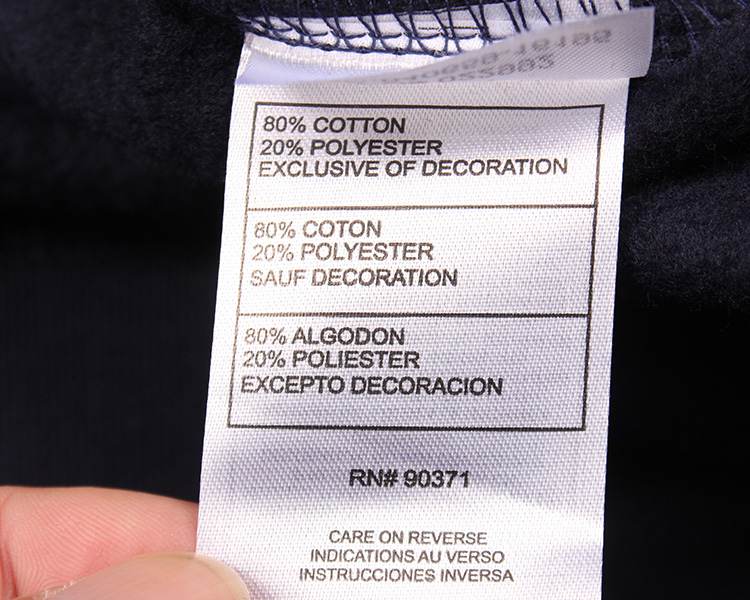 80% COTTON
20% POLYESTER
EXCLUSIVE OF DECORATION
80% COTON
20% POLYESTER
SAUF DECORATION
80% ALGODON
20% POLIESTER
EXCEPTO DECORACION
RN# 90371
CARE ON REVERSE
INDICATIONS AU VERSO
INSTRUCCIONES INVERSA